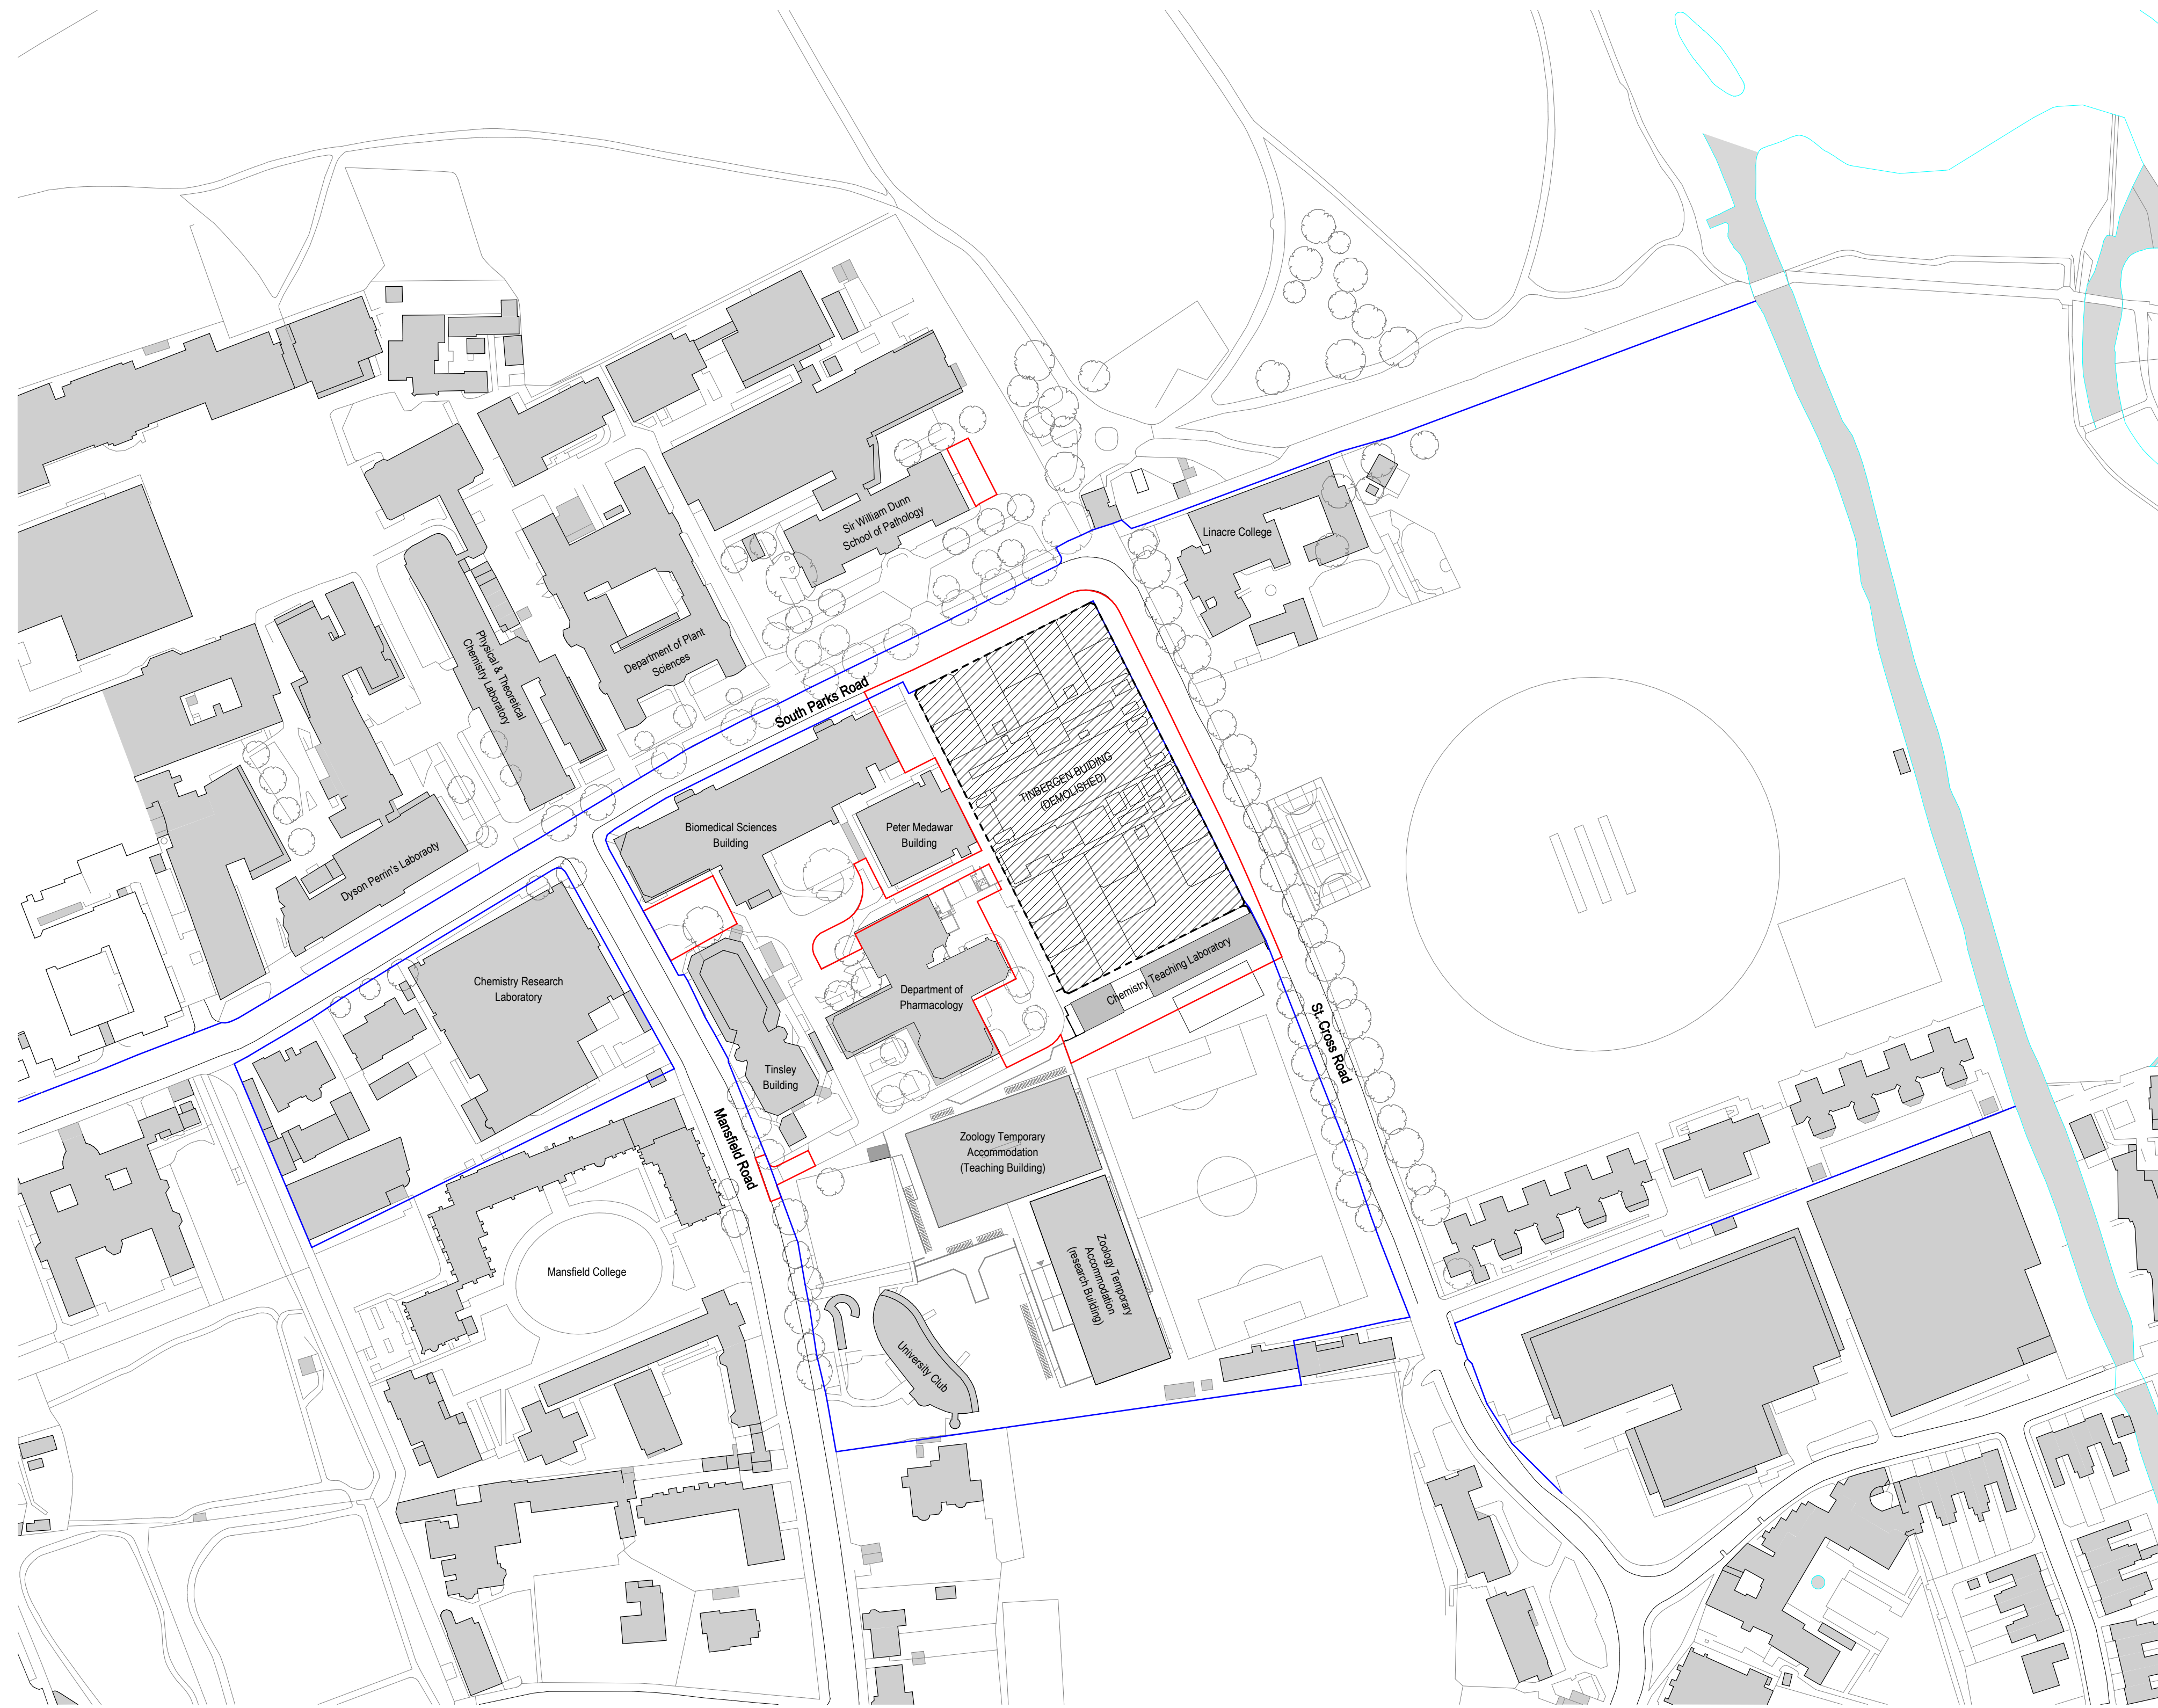 Sir William Dunn
School of Pathology
Linacre College
Physical & Theoretical
Chemistry Laboratory
Department of Plant
Sciences
South Parks Road
TINBERGEN BUIDING
(DEMOLISHED)
Biomedical Sciences
Building
Peter Medawar
Building
Dyson Perrin's Laboraoty
Chemistry Research
Laboratory
Department of
Pharmacology
Chemistry Teaching Laboratory
St. Cross Road
Tinsley
Building
Mansfield Road
Zoology Temporary
Accommodation
(Teaching Building)
Zoology Temporary
Accommodation
(research Building)
Mansfield College
University Club